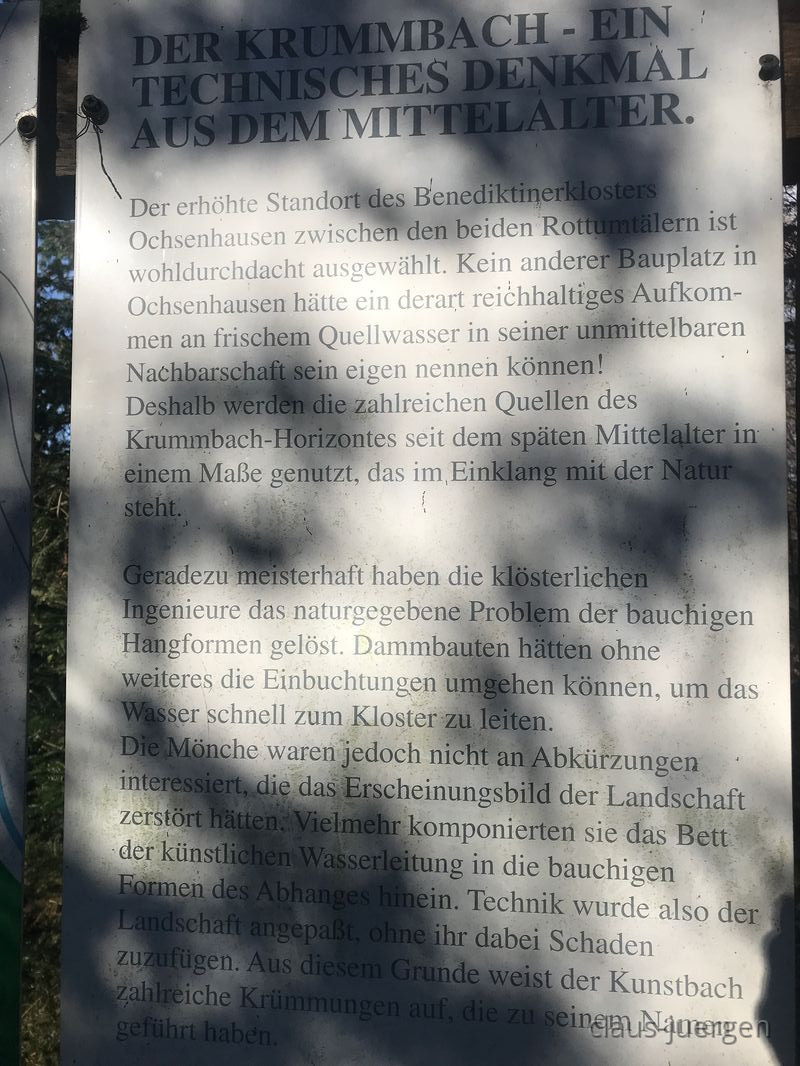 DER KRUMMBACH - EIN
TECHNISCHES DENKMAL
AUS DEM MITTELALTER.
Der erhöhte Standort des Benediktinerklosters
Ochsenhausen zwischen den beiden Rottumtälern ist
wohldurchdacht ausgewählt. Kein anderer Bauplatz in
Ochsenhausen hätte ein derart reichhaltiges Aufkom-
men an frischem Quellwasser in seiner unmittelbaren
Nachbarschaft sein eigen nennen können!
Deshalb werden die zahlreichen Quellen des
Krummbach-Horizontes seit dem späten Mittelalter in
einem Maße genutzt, das im Einklang mit der Natur
steht.
Geradezu meisterhaft haben die klösterlichen
Ingenieure das naturgegebene Problem der bauchigen
Hangformen gelöst. Dammbauten hätten ohne
weiteres die Einbuchtungen umgehen können, um das
Wasser schnell zum Kloster zu leiten.
Die Mönche waren jedoch nicht an Abkürzungen
interessiert, die das Erscheinungsbild der Landschaft
zerstört hätten. Vielmehr komponierten sie das Bett
der künstlichen Wasserleitung in die bauchigen
Formen des Abhanges hinein. Technik wurde also der
Landschaft angepaßt, ohne ihr dabei Schaden
zuzufügen. Aus diesem Grunde weist der Kunstbach
zahlreiche Krümmungen auf, die zu seinem Namen
geführt haben.
claus-juergen